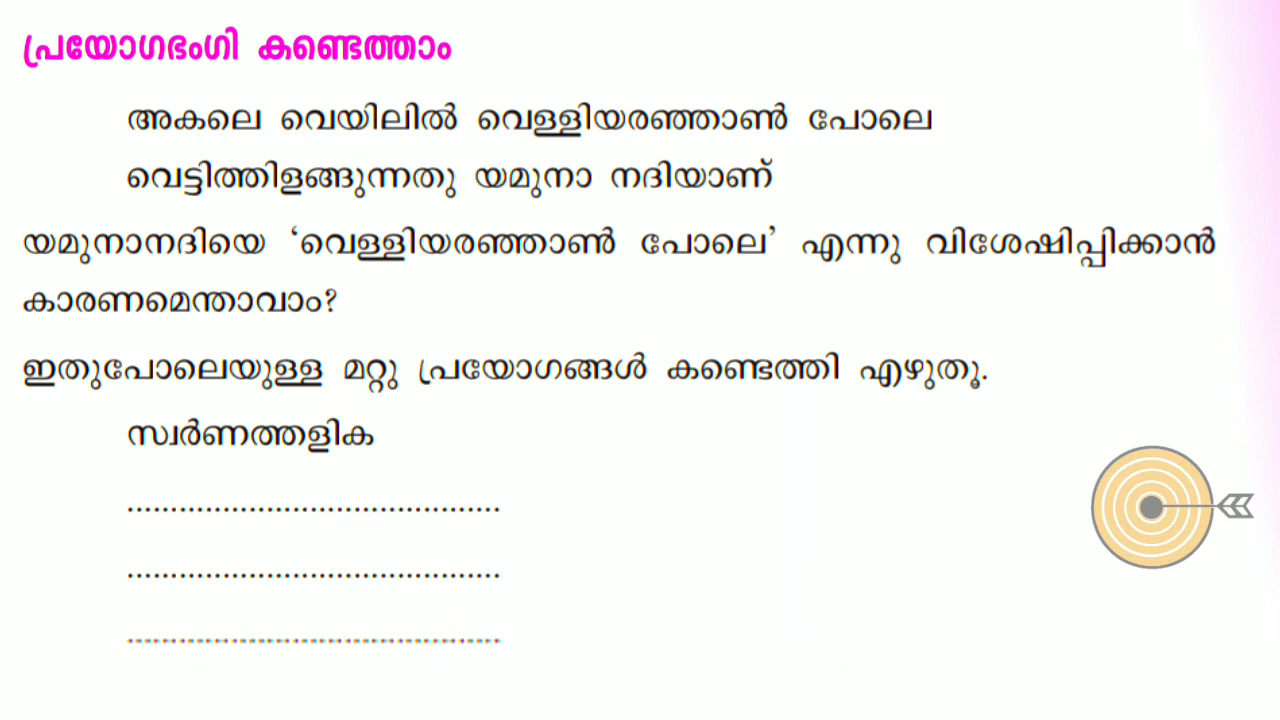 പ്രയോഗഭംഗി കണ്ടെത്താം
അകലെ വെയിലിൽ വെള്ളിയരഞ്ഞാൺ പോലെ
വെട്ടിത്തിളങ്ങുന്നതു യമുനാ നദിയാണ്
യമുനാനദിയെ ‘വെള്ളിയരഞ്ഞാൺ പോലെ’ എന്നു വിശേഷിപ്പിക്കാൻ
കാരണമെന്താവാം?
ഇതുപോലെയുള്ള മറ്റു പ്രയോഗങ്ങൾ കണ്ടെത്തി എഴുതൂ.
സ്വർണത്തളിക
...........................................
...........................................
...........................................